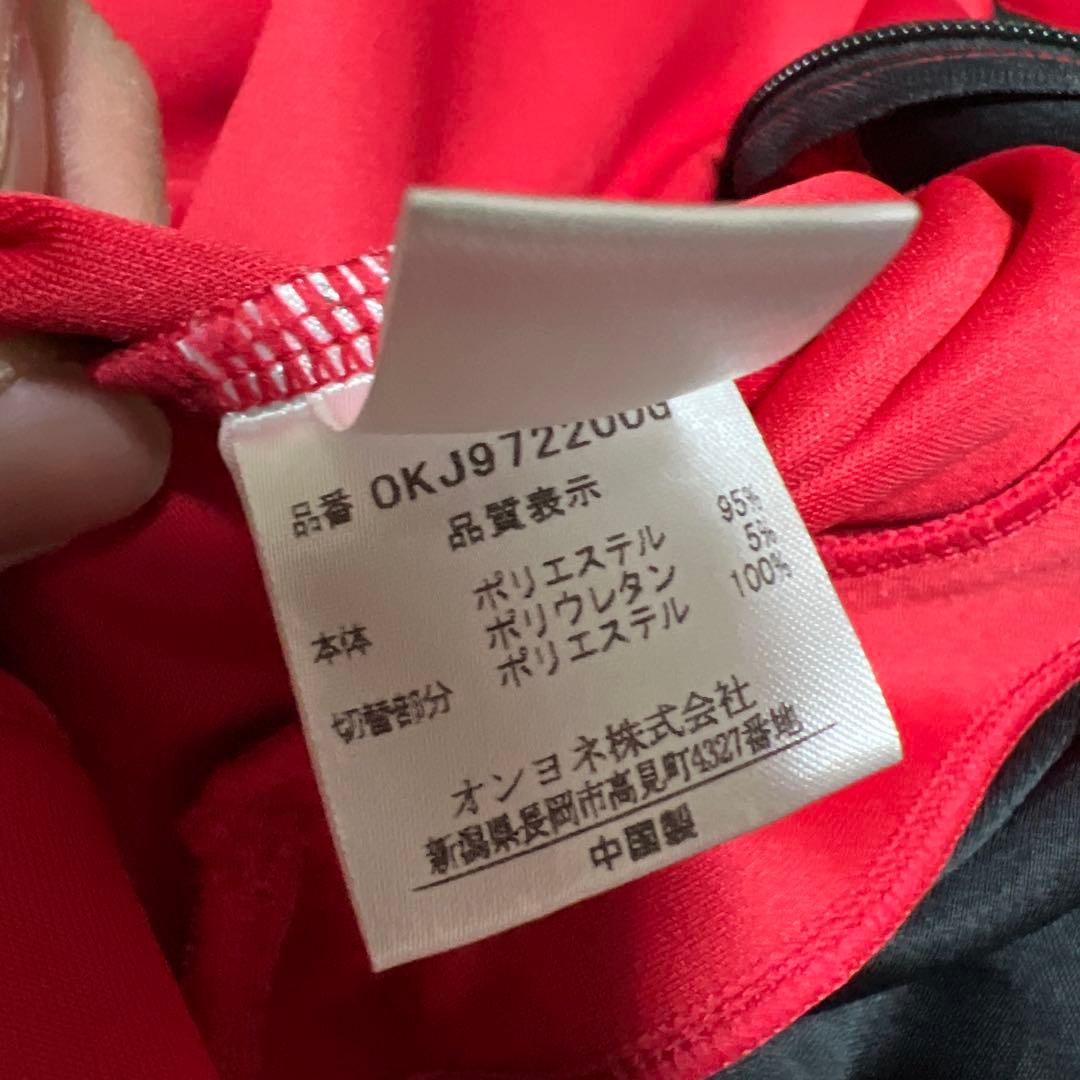 品番 OKJ972200G
品質表示
本体 ポリエステル 95%
ポリウレタン 5%
切替部分 ポリエステル 100%
オンヨネ株式会社
新潟県長岡市高見町4327番地
中国製